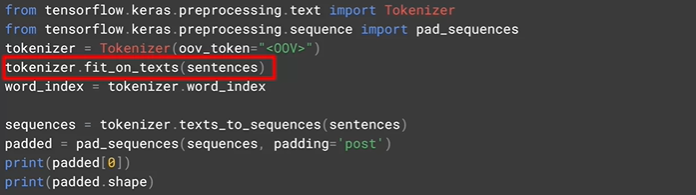 from tensorflow.keras.preprocessing.text import Tokenizer
from tensorflow.keras.preprocessing.sequence import pad_sequences
tokenizer = Tokenizer(oov_token="<OOV>")
tokenizer.fit_on_texts(sentences)
word_index = tokenizer.word_index
sequences = tokenizer.texts_to_sequences(sentences)
padded = pad_sequences(sequences, padding='post')
print(padded[0])
print(padded.shape)